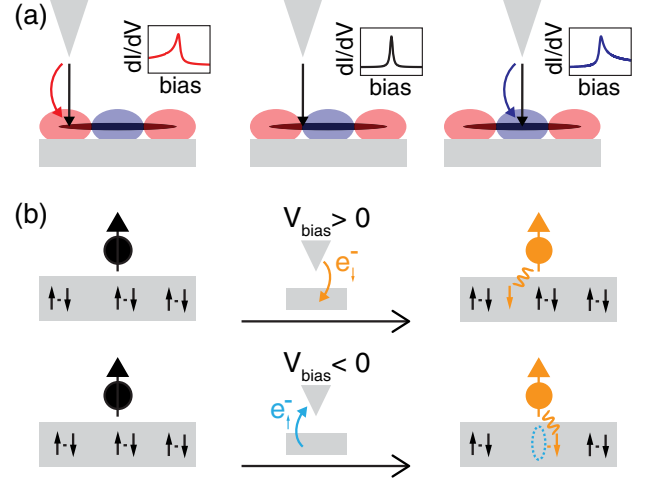 (a)
dI/dV
bias
dI/dV
bias
dI/dV
bias
(b)
V_bias > 0
e⁻↓
V_bias < 0
e⁻↑